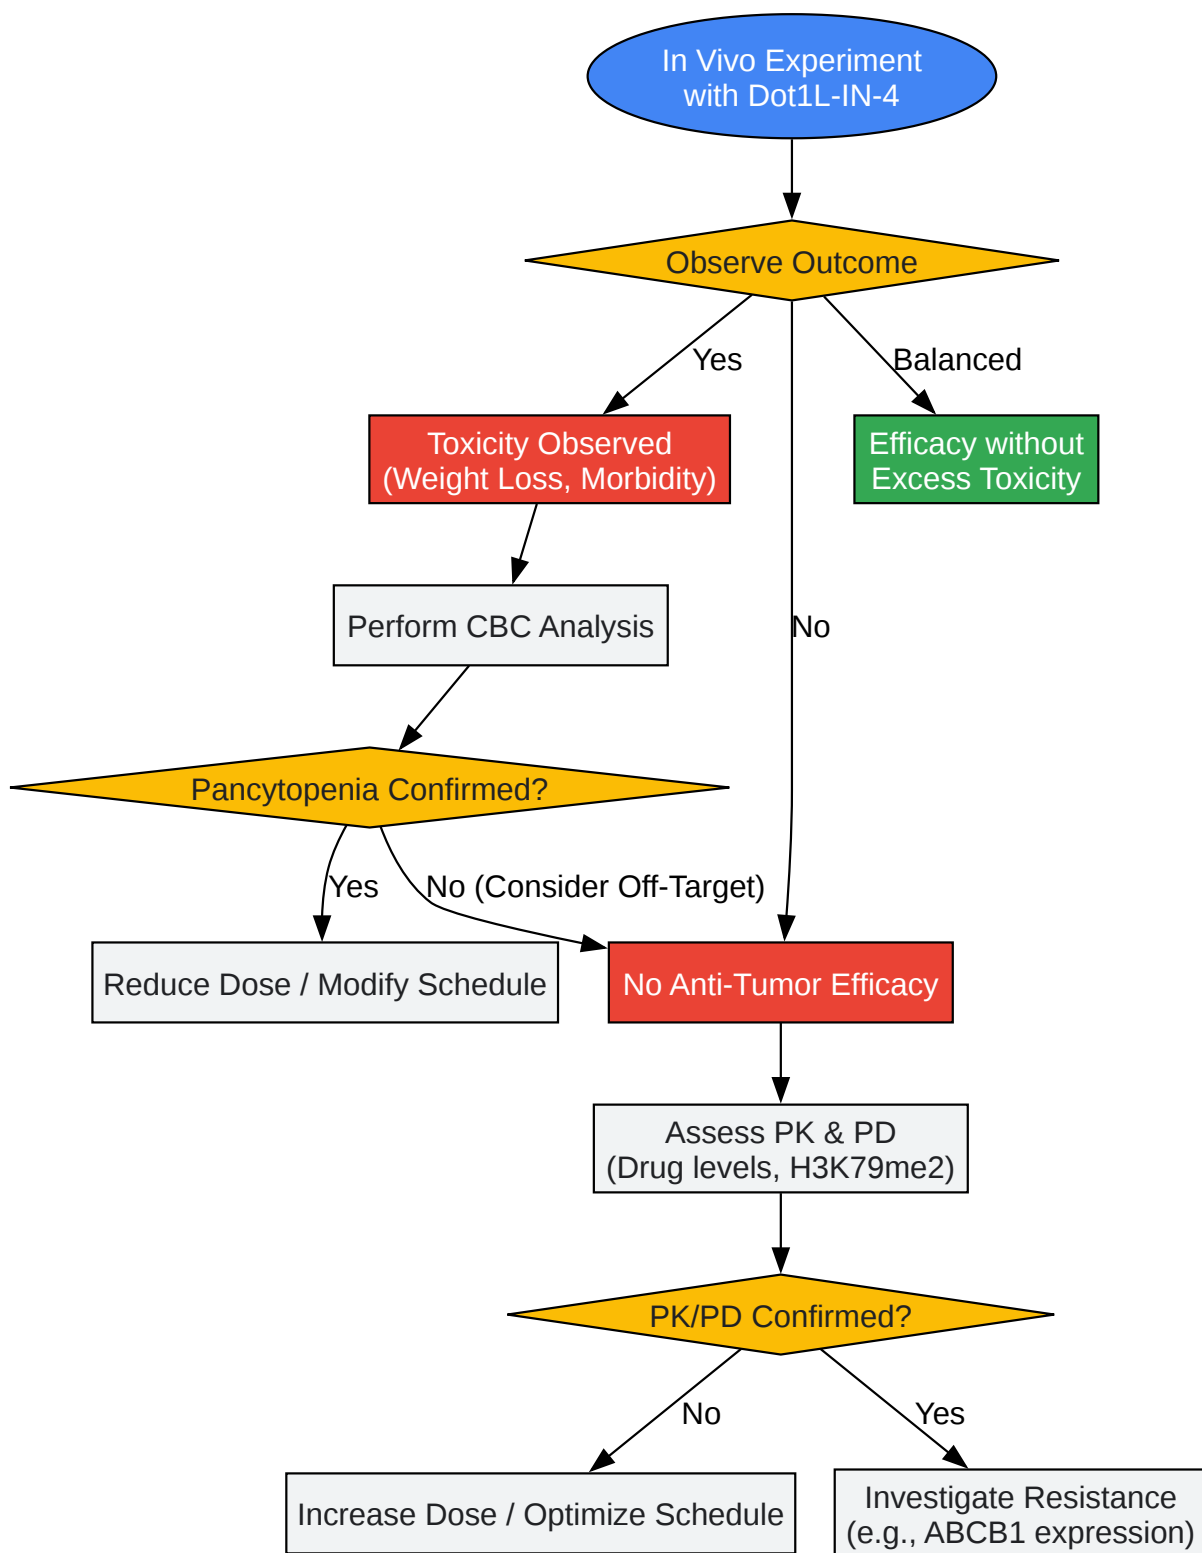 In Vivo Experiment
with Dot1L-IN-4
Observe Outcome
Yes
Balanced
Toxicity Observed
(Weight Loss, Morbidity)
Efficacy without
Excess Toxicity
Perform CBC Analysis
No
Pancytopenia Confirmed?
Yes
No (Consider Off-Target)
Reduce Dose / Modify Schedule
No Anti-Tumor Efficacy
Assess PK & PD
(Drug levels, H3K79me2)
PK/PD Confirmed?
No
Yes
Increase Dose / Optimize Schedule
Investigate Resistance
(e.g., ABCB1 expression)